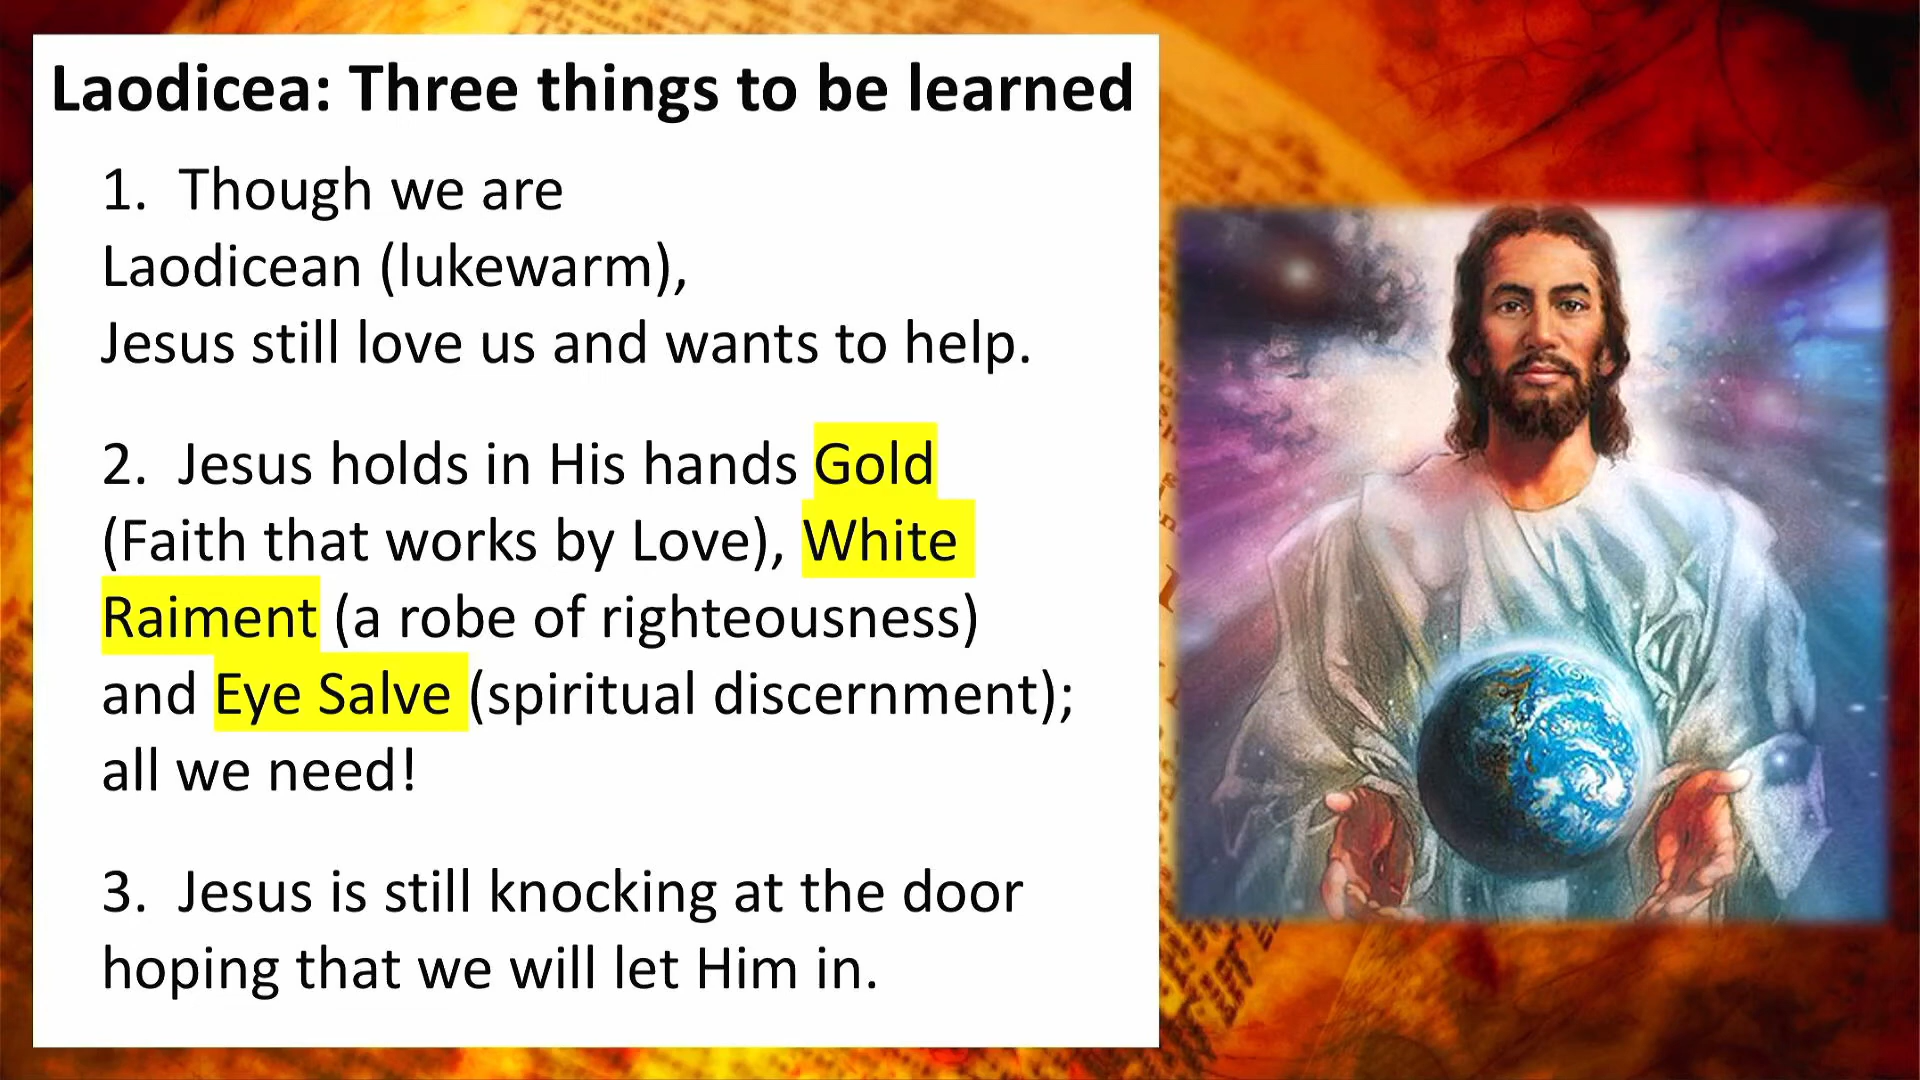 Laodicea: Three things to be learned
1. Though we are
Laodicean (lukewarm),
Jesus still love us and wants to help.
2. Jesus holds in His hands Gold
(Faith that works by Love), White
Raiment (a robe of righteousness)
and Eye Salve (spiritual discernment);
all we need!
3. Jesus is still knocking at the door
hoping that we will let Him in.